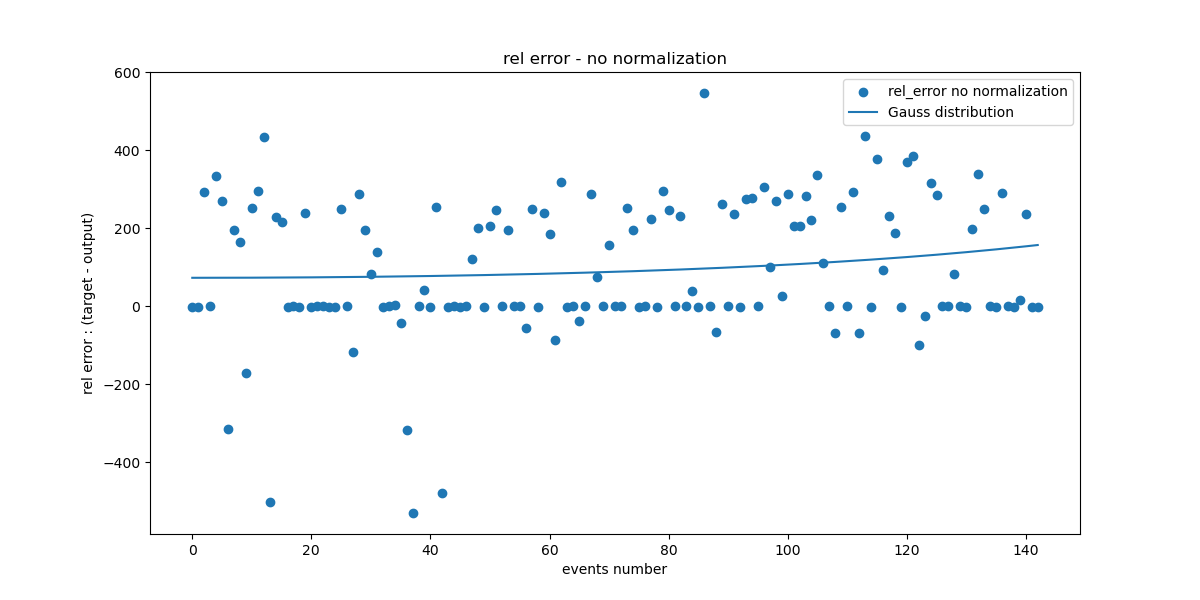 rel error - no normalization
rel_error no normalization
Gauss distribution
rel error : (target - output)
600
400
200
0
−200
−400
0 20 40 60 80 100 120 140
events number